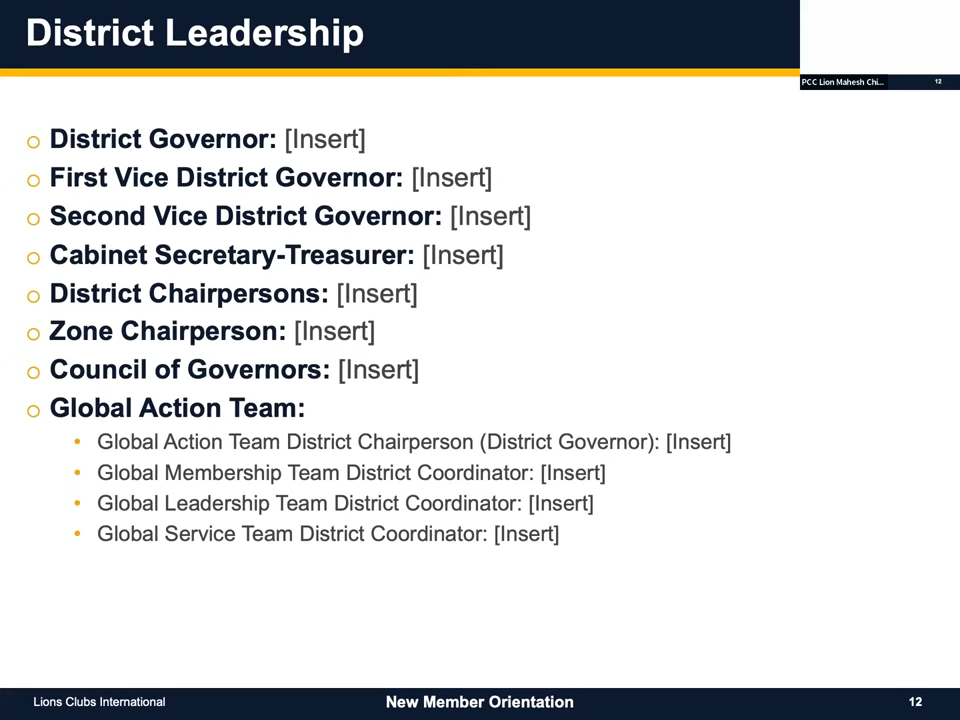 District Leadership
PCC Lion Mahesh Chi...
12
District Governor: [Insert]
First Vice District Governor: [Insert]
Second Vice District Governor: [Insert]
Cabinet Secretary-Treasurer: [Insert]
District Chairpersons: [Insert]
Zone Chairperson: [Insert]
Council of Governors: [Insert]
Global Action Team:
Global Action Team District Chairperson (District Governor): [Insert]
Global Membership Team District Coordinator: [Insert]
Global Leadership Team District Coordinator: [Insert]
Global Service Team District Coordinator: [Insert]
Lions Clubs International
New Member Orientation
12